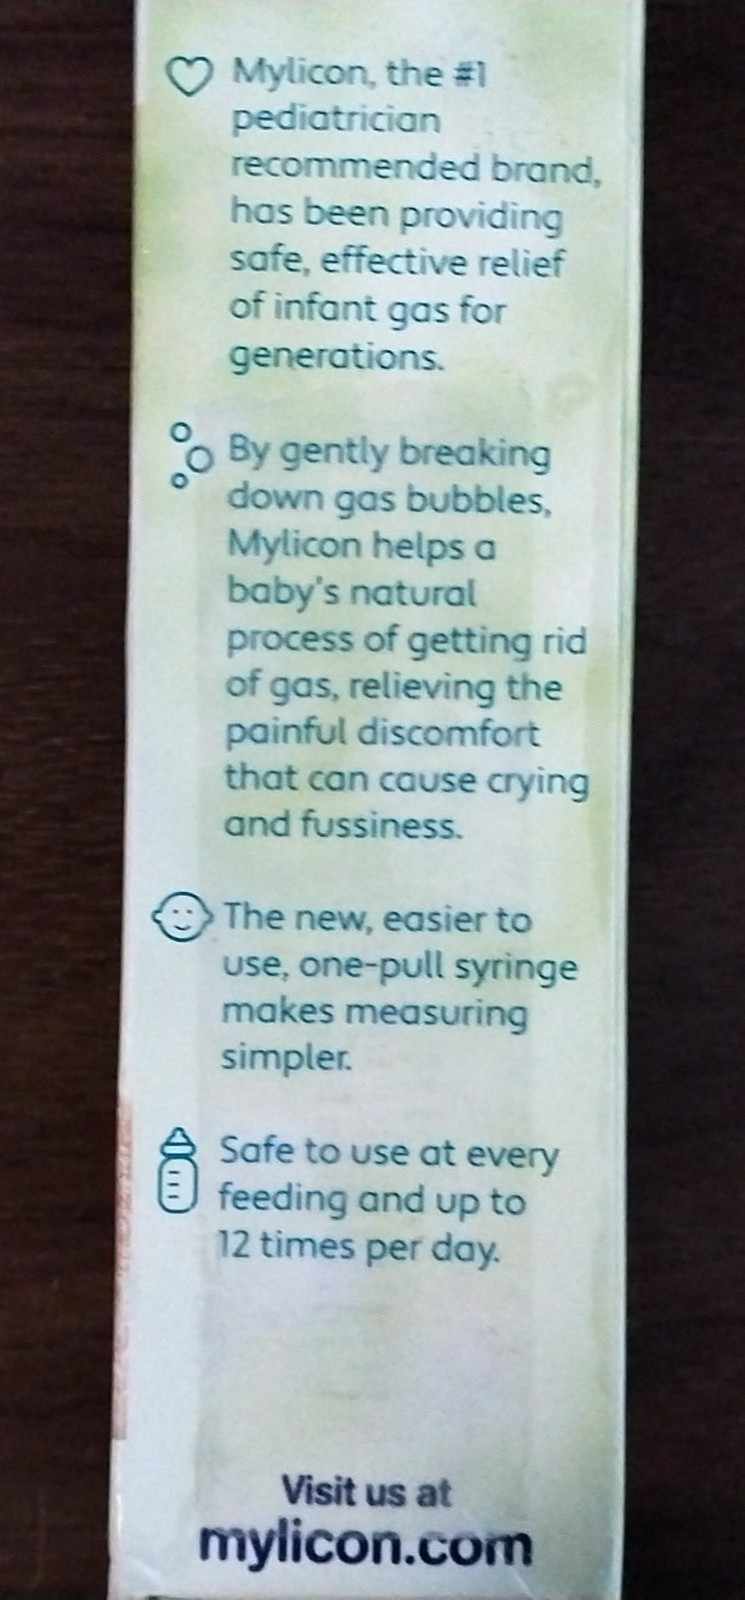 Mylicon, the #1
pediatrician
recommended brand,
has been providing
safe, effective relief
of infant gas for
generations.
By gently breaking
down gas bubbles,
Mylicon helps a
baby's natural
process of getting rid
of gas, relieving the
painful discomfort
that can cause crying
and fussiness.
The new, easier to
use, one-pull syringe
makes measuring
simpler.
Safe to use at every
feeding and up to
12 times per day.
Visit us at
mylicon.com